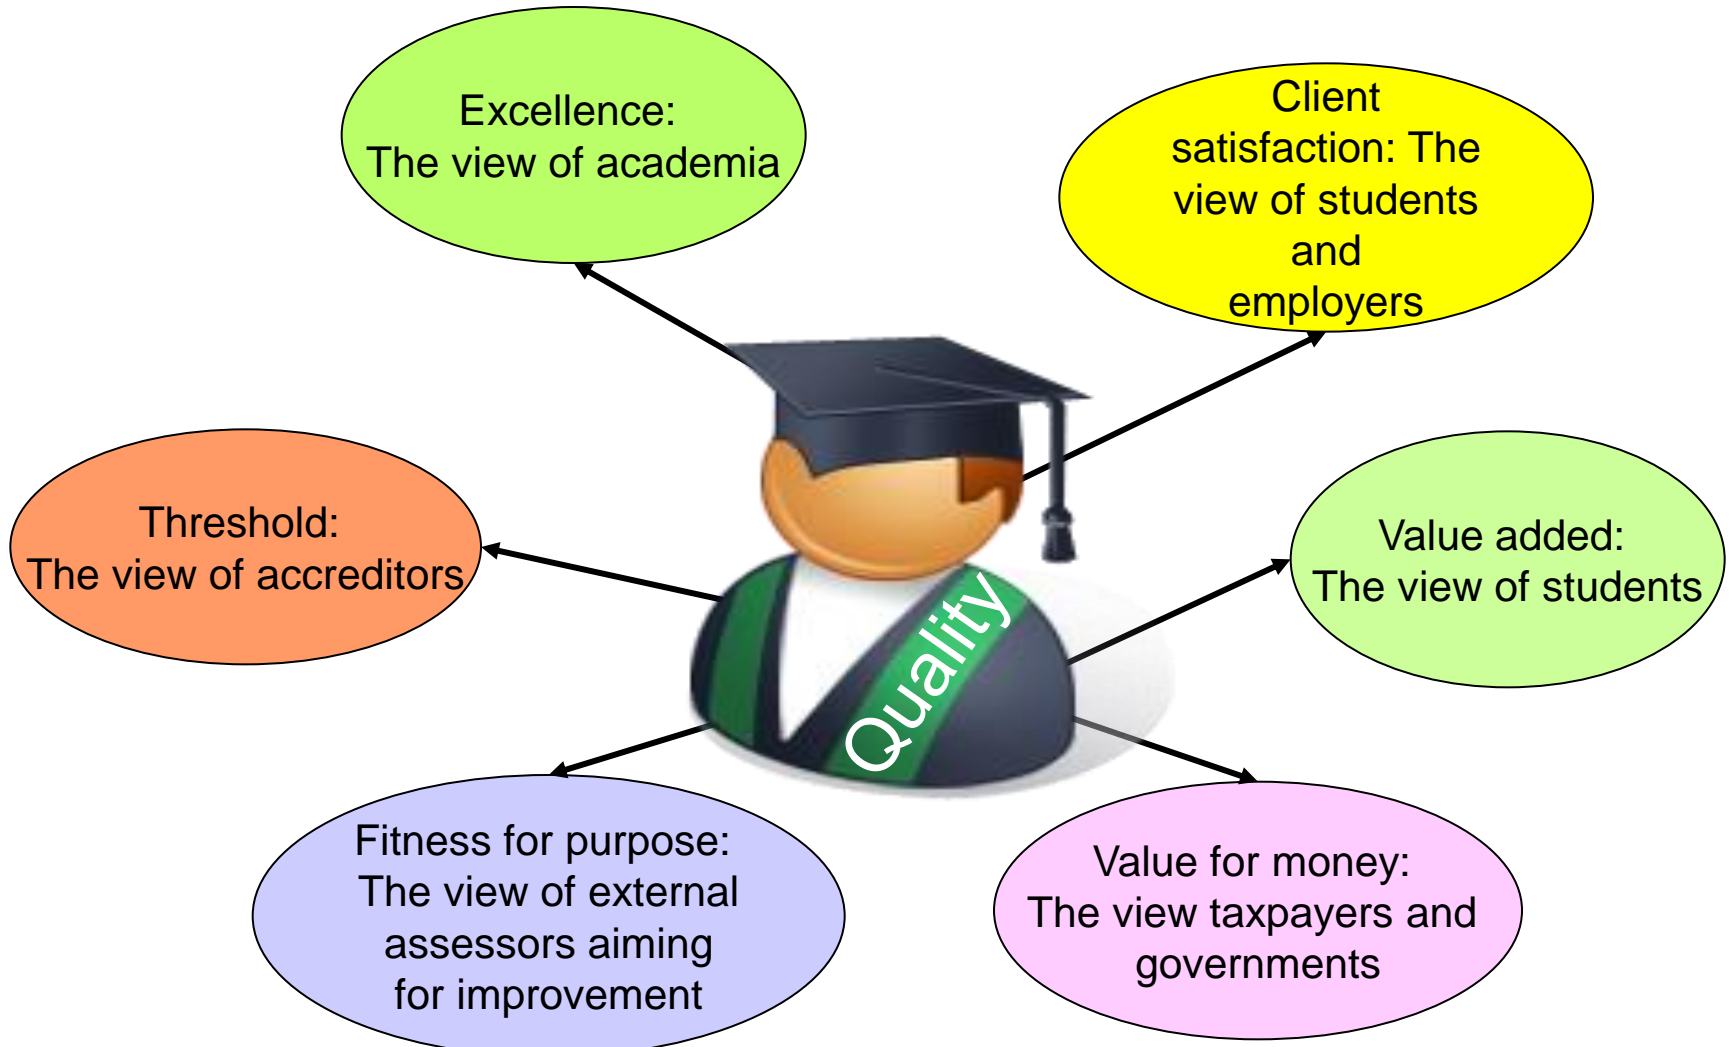 Excellence:
The view of academia
Client
satisfaction: The
view of students
and
employers
Threshold:
The view of accreditors
Value added:
The view of students
Quality
Fitness for purpose:
The view of external
assessors aiming
for improvement
Value for money:
The view taxpayers and
governments